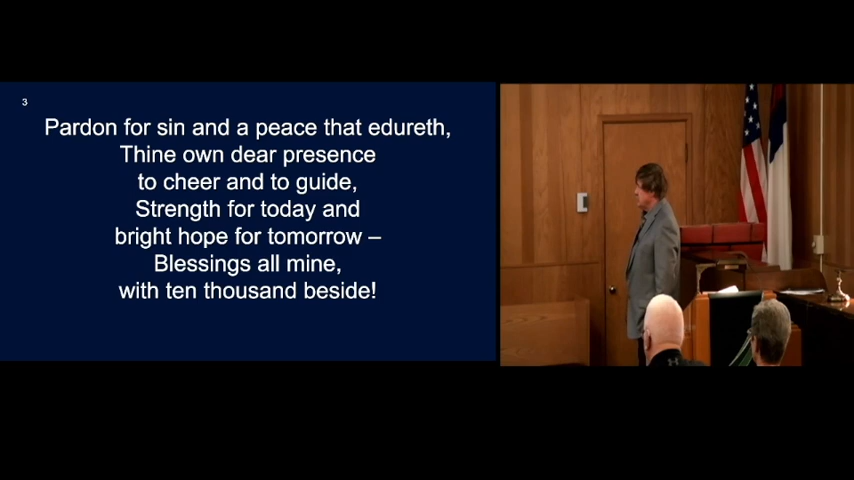 3
Pardon for sin and a peace that edureth,
Thine own dear presence
to cheer and to guide,
Strength for today and
bright hope for tomorrow –
Blessings all mine,
with ten thousand beside!